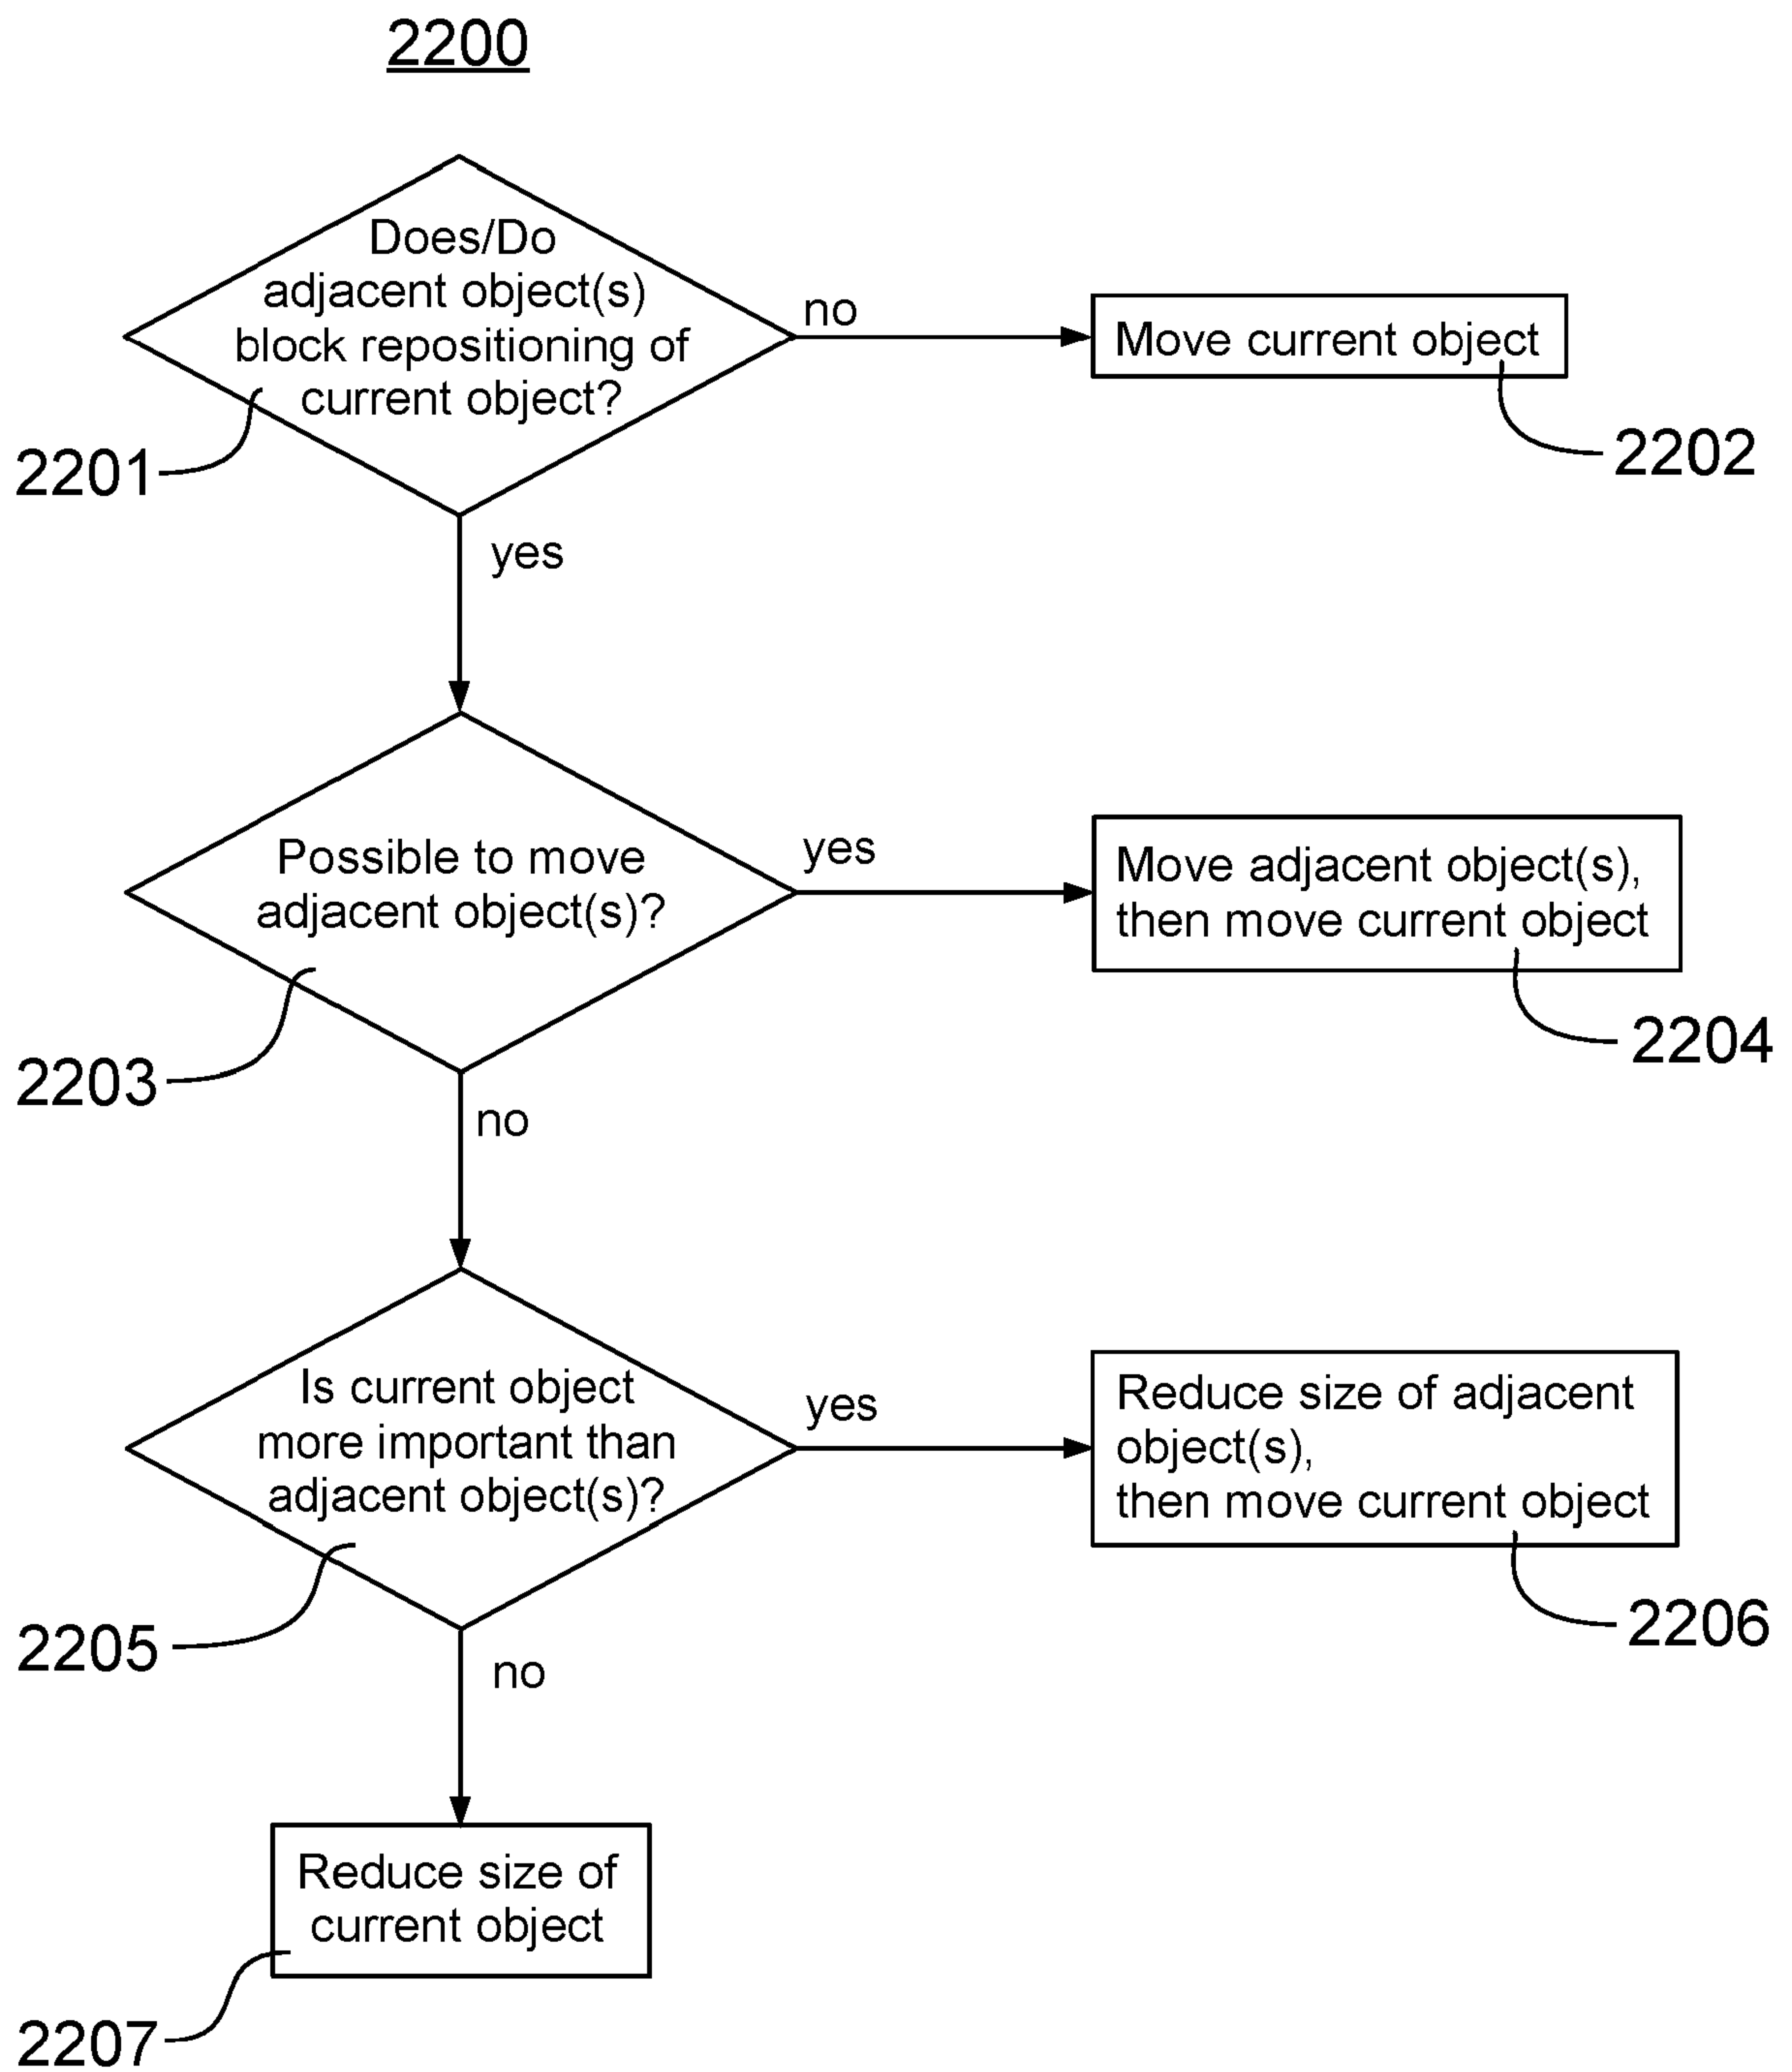 2200
Does/Do
adjacent object(s)
block repositioning of
current object?
no
Move current object
2201
2202
yes
Possible to move
adjacent object(s)?
yes
Move adjacent object(s),
then move current object
2203
2204
no
Is current object
more important than
adjacent object(s)?
yes
Reduce size of adjacent
object(s),
then move current object
2205
2206
no
Reduce size of
current object
2207